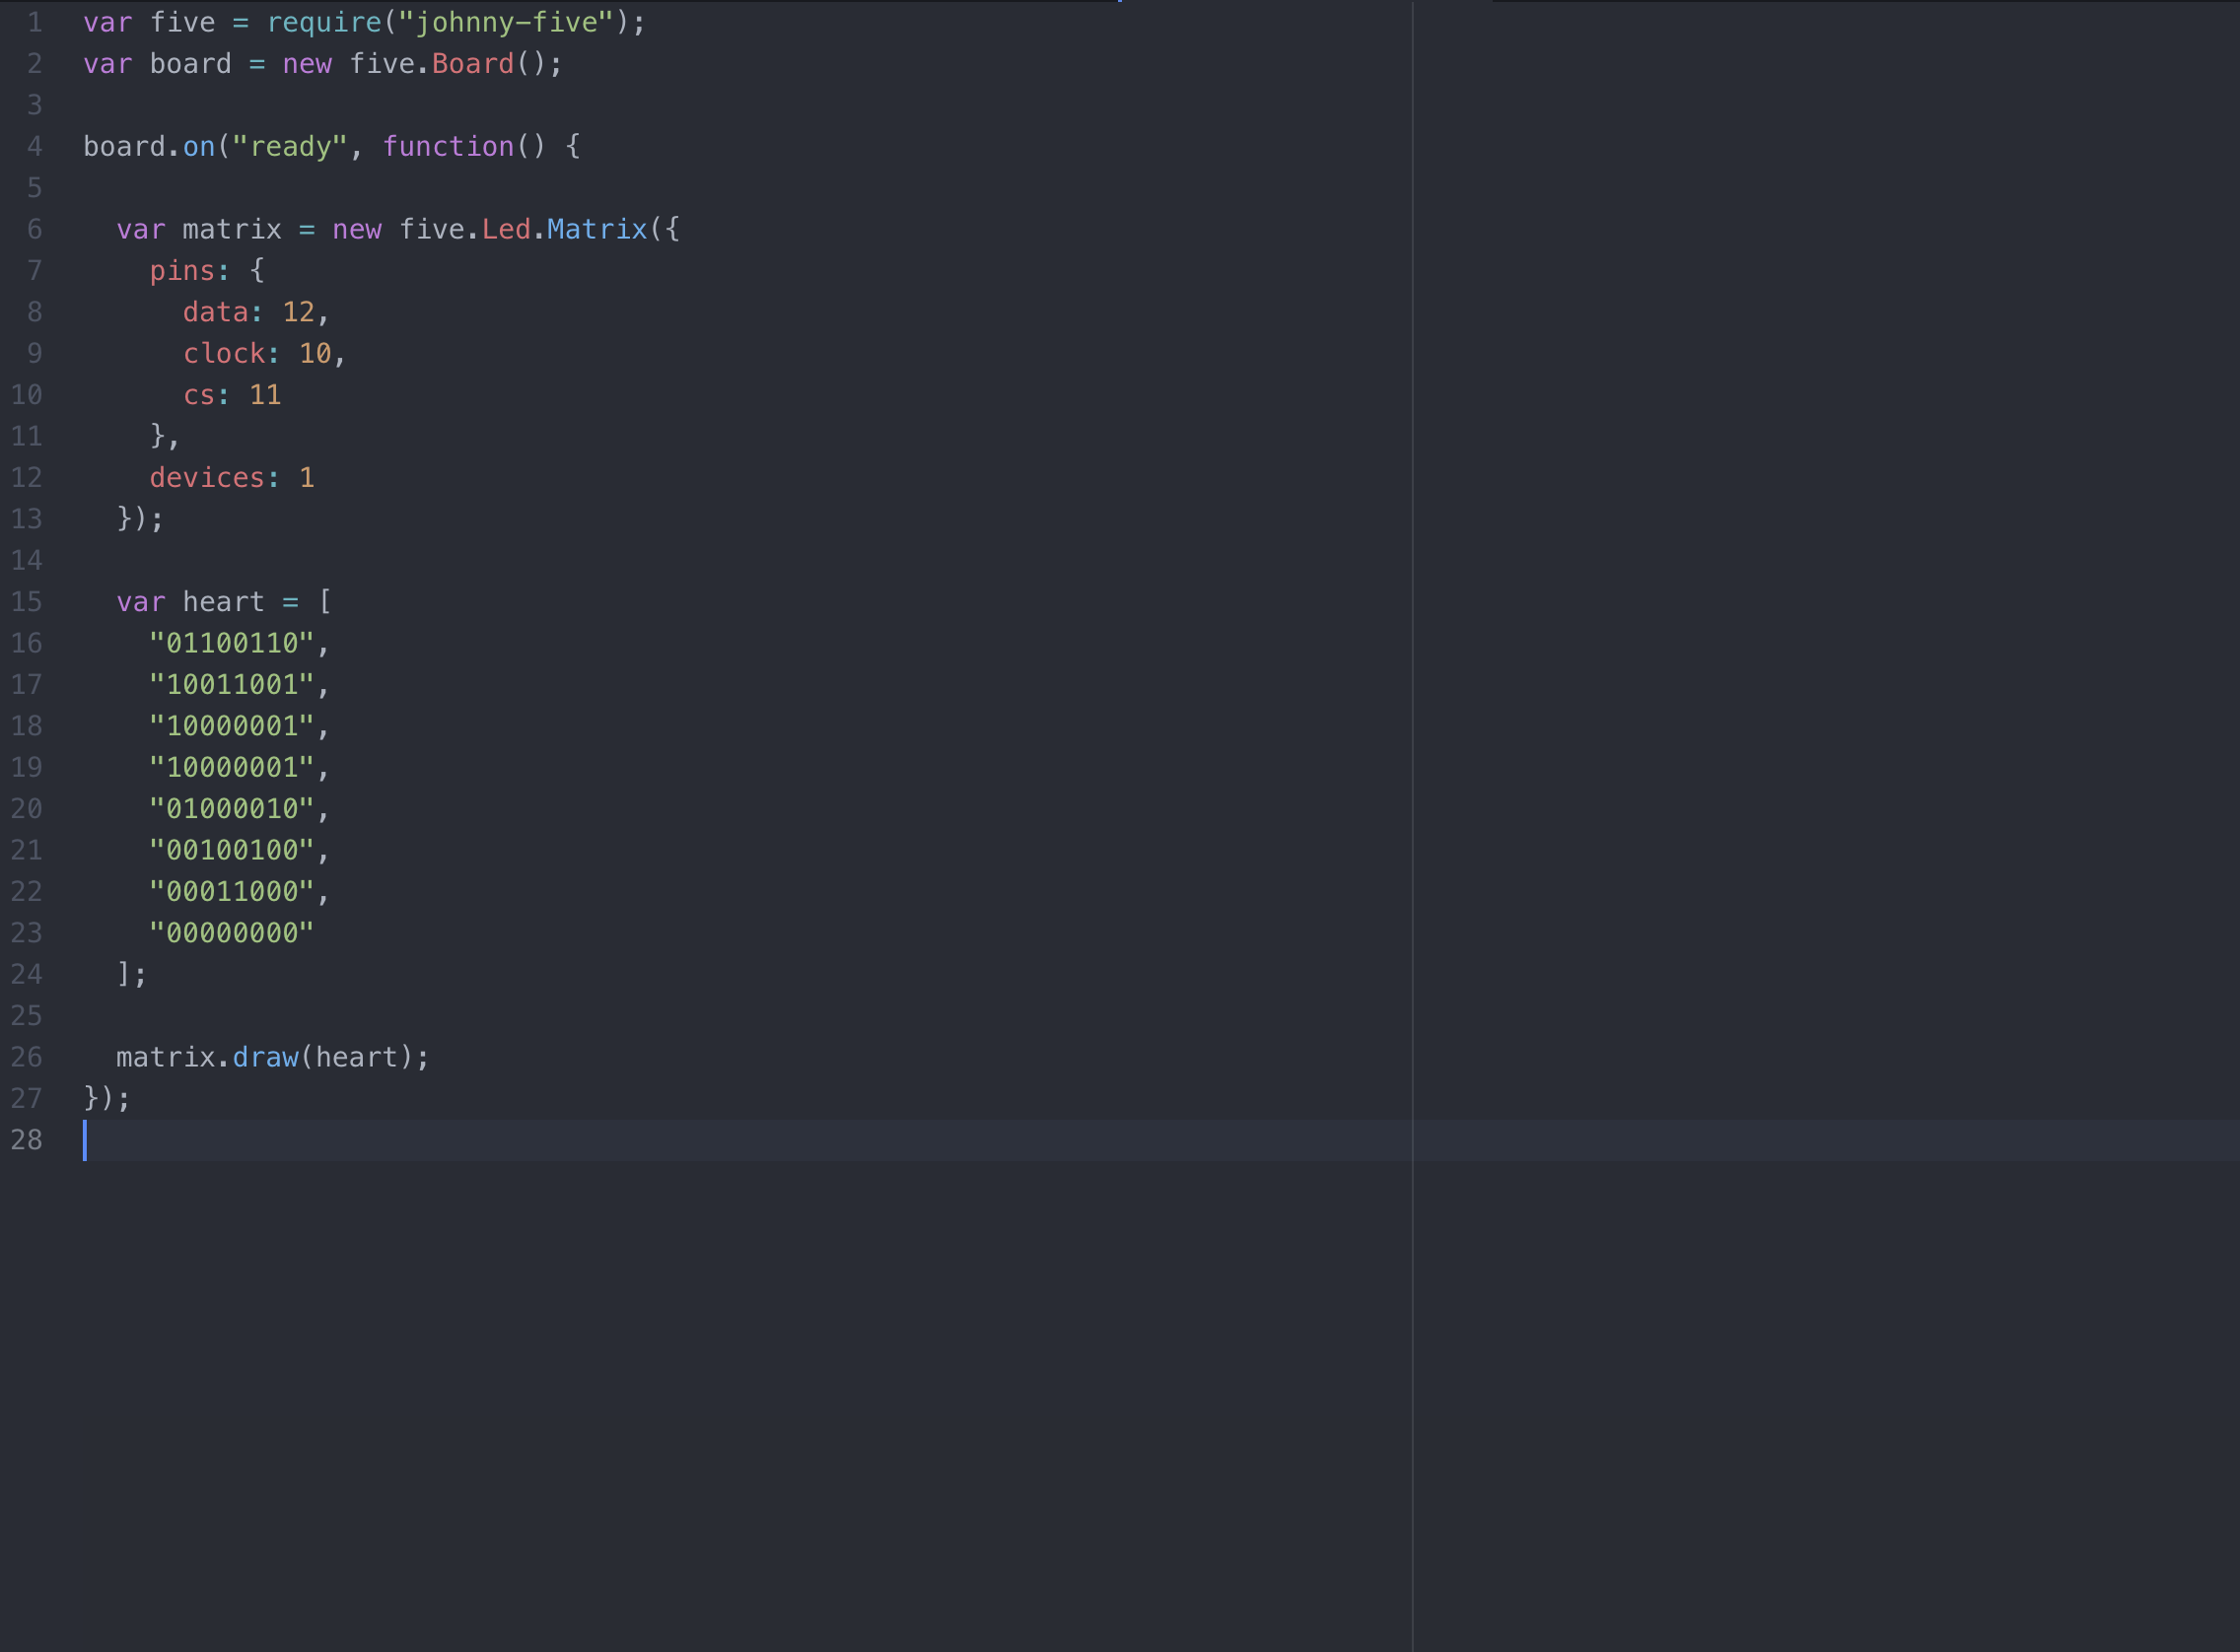 1 var five = require("johnny-five");
2 var board = new five.Board();
3
4 board.on("ready", function() {
5
6   var matrix = new five.Led.Matrix({
7     pins: {
8       data: 12,
9       clock: 10,
10       cs: 11
11     },
12     devices: 1
13   });
14
15   var heart = [
16     "01100110",
17     "10011001",
18     "10000001",
19     "10000001",
20     "01000010",
21     "00100100",
22     "00011000",
23     "00000000"
24   ];
25
26   matrix.draw(heart);
27 });
28